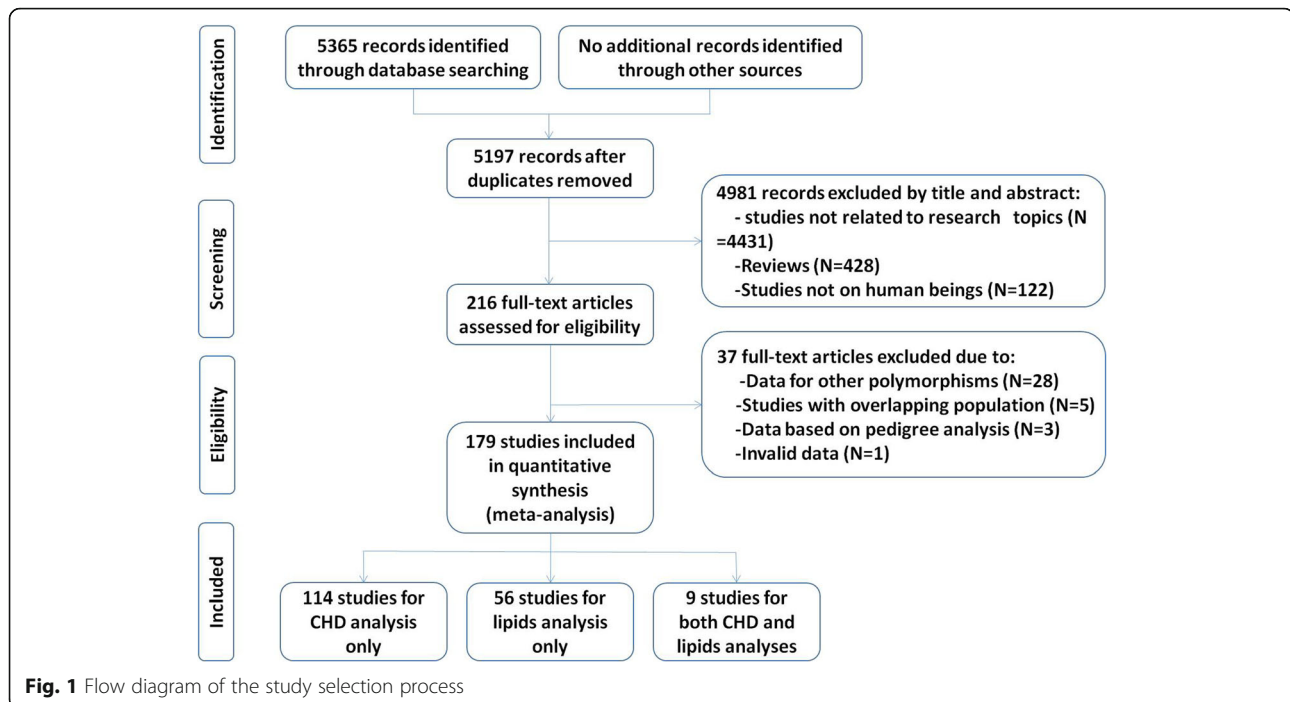 Identification
5365 records identified
through database searching
No additional records identified
through other sources
5197 records after
duplicates removed
Screening
4981 records excluded by title and abstract:
- studies not related to research topics (N
=4431)
-Reviews (N=428)
-Studies not on human beings (N=122)
216 full-text articles
assessed for eligibility
Eligibility
37 full-text articles excluded due to:
-Data for other polymorphisms (N=28)
-Studies with overlapping population (N=5)
-Data based on pedigree analysis (N=3)
-Invalid data (N=1)
179 studies included
in quantitative
synthesis
(meta-analysis)
Included
114 studies for
CHD analysis
only
56 studies for
lipids analysis
only
9 studies for
both CHD and
lipids analyses
Fig. 1 Flow diagram of the study selection process